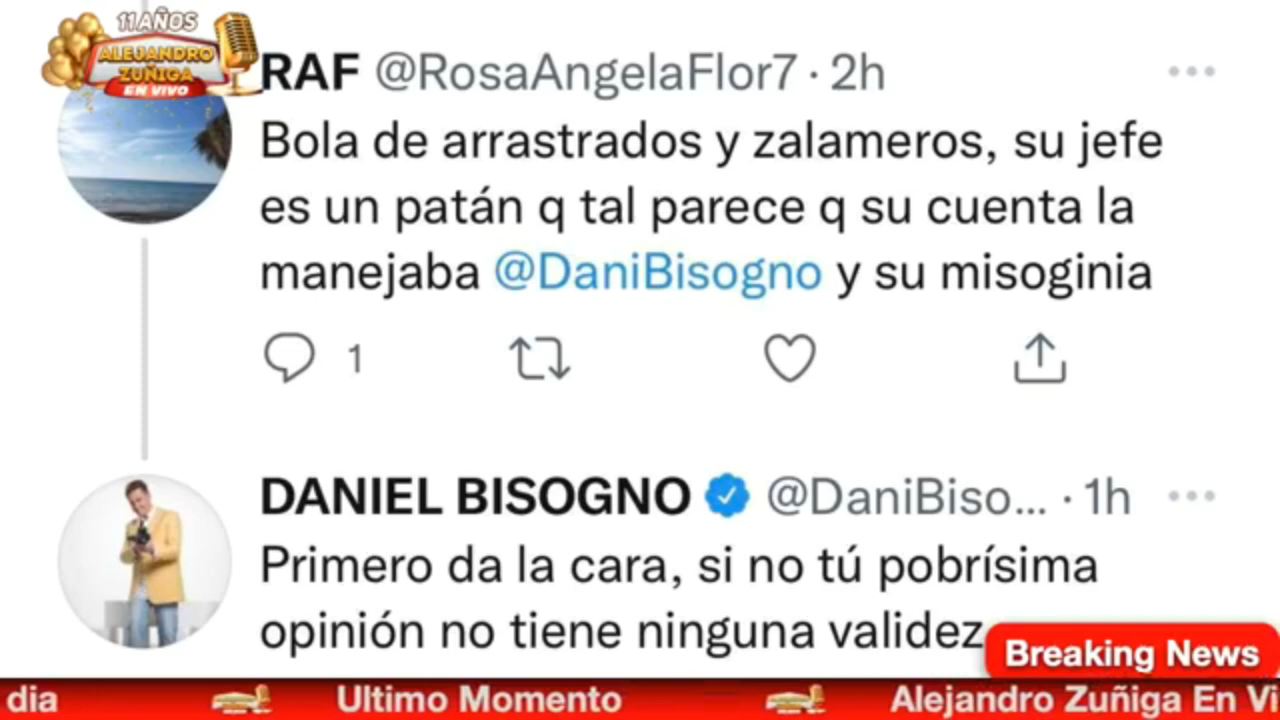 11 AÑOS
ALEJANDRO
ZUÑIGA
EN VIVO
RAF @RosaAngelaFlor7 · 2h
Bola de arrastrados y zalameros, su jefe
es un patán q tal parece q su cuenta la
manejaba @DaniBisogno y su misoginia
1
DANIEL BISOGNO @DaniBiso... · 1h
Primero da la cara, si no tú pobrísima
opinión no tiene ninguna validez
Breaking News
dia Ultimo Momento Alejandro Zuñiga En Vi